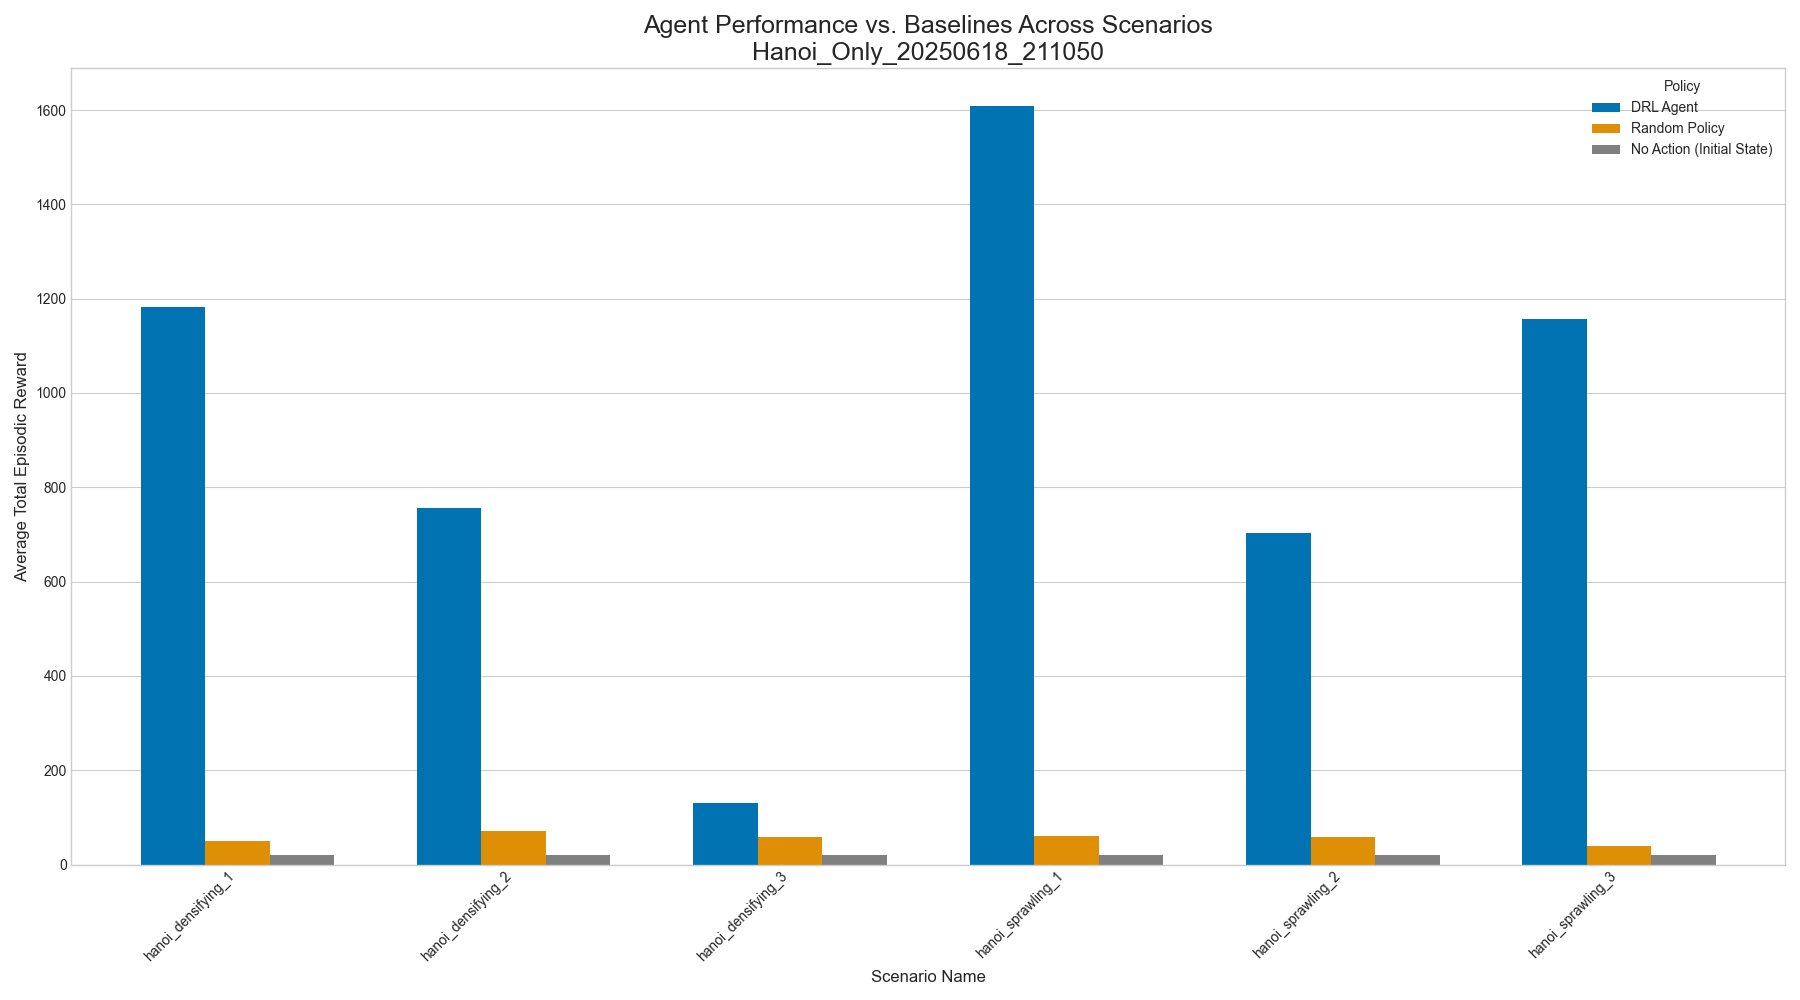 Agent Performance vs. Baselines Across Scenarios
Hanoi_Only_20250618_211050
Policy
DRL Agent
Random Policy
No Action (Initial State)
Average Total Episodic Reward
1600
1400
1200
1000
800
600
400
200
0
hanoi_densifying_1
hanoi_densifying_2
hanoi_densifying_3
hanoi_sprawling_1
hanoi_sprawling_2
hanoi_sprawling_3
Scenario Name